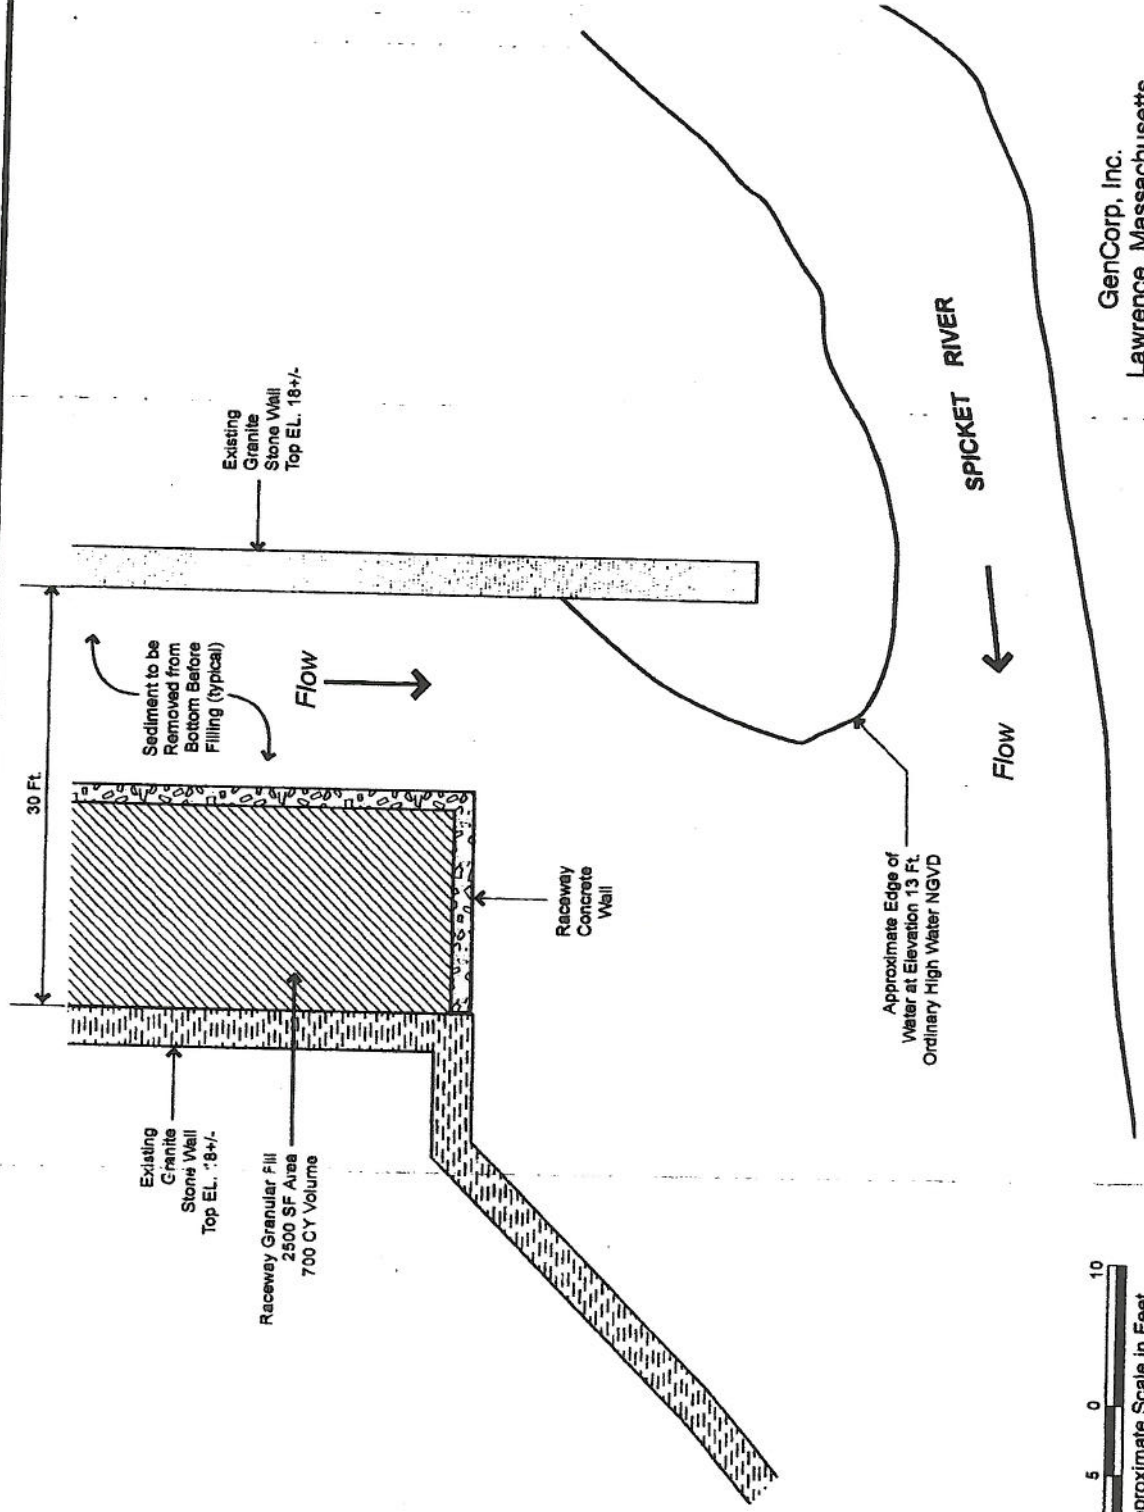 30 Ft.
Existing
Granite
Stone Wall
Top EL. 18+/-
Sediment to be
Removed from
Bottom Before
Filling (typical)
Flow
Existing
Granite
Stone Wall
Top EL. 18+/-
Raceway Granular Fill
2500 SF Area
700 CY Volume
Raceway
Concrete
Wall
Approximate Edge of
Water at Elevation 13 Ft.
Ordinary High Water NGVD
SPICKET RIVER
Flow
5 0 10
Scale in Feet
GenCorp, Inc.
Lawrence, Massachusetts